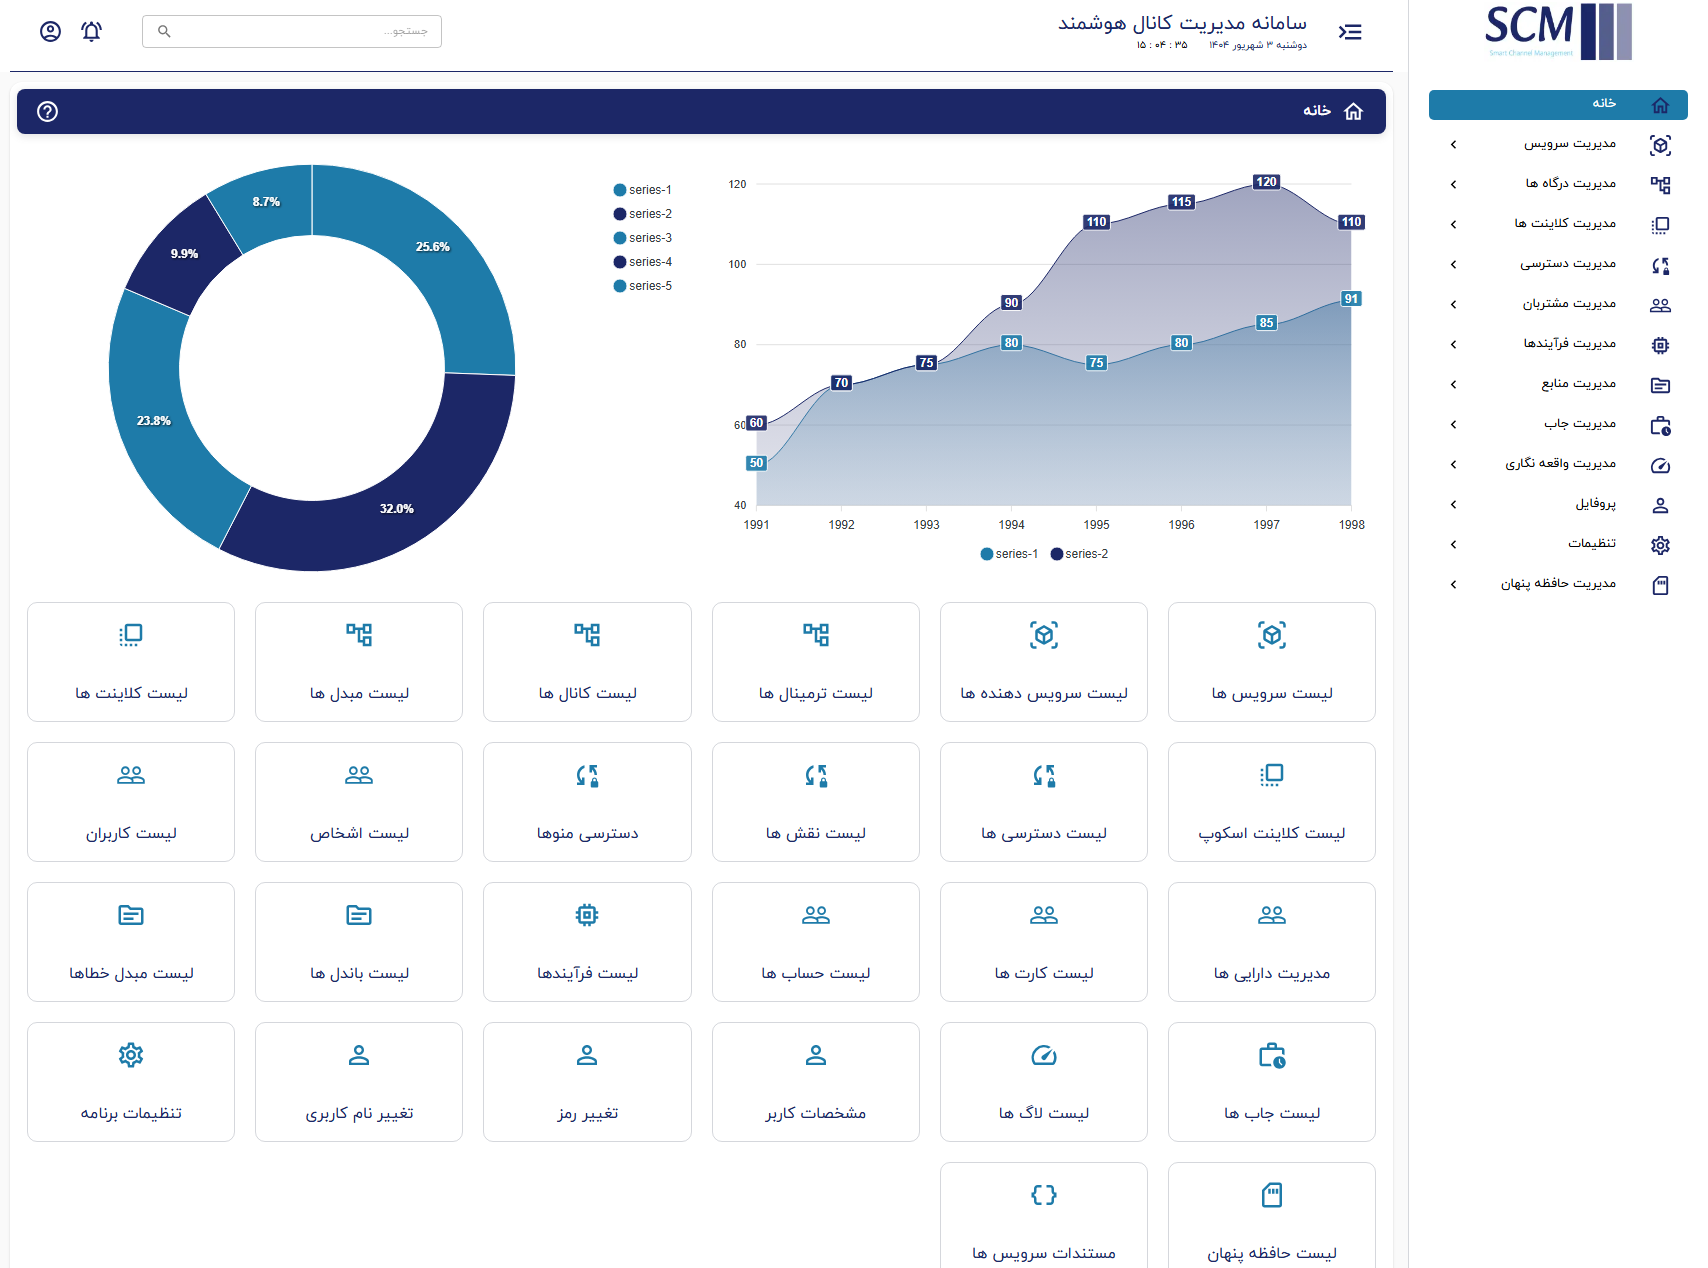 SCM
Smart Channel Management
سامانه مدیریت کانال هوشمند
دوشنبه ۳ شهریور ۱۴۰۴
۱۵ : ۰۴ : ۳۵
جستجو...
خانه
مدیریت سرویس
مدیریت درگاه ها
مدیریت کلاینت ها
مدیریت دسترسی
مدیریت مشتریان
مدیریت فرآیندها
مدیریت منابع
مدیریت جاب
مدیریت واقعه نگاری
پروفایل
تنظیمات
مدیریت حافظه پنهان
خانه
120
100
80
60
40
60
70
75
90
110
115
120
110
50
80
75
80
85
91
1991
1992
1993
1994
1995
1996
1997
1998
series-1
series-2
25.6%
32.0%
23.8%
9.9%
8.7%
series-1
series-2
series-3
series-4
series-5
لیست سرویس ها
لیست سرویس دهنده ها
لیست ترمینال ها
لیست کانال ها
لیست مبدل ها
لیست کلاینت ها
لیست کلاینت اسکوپ
لیست دسترسی ها
لیست نقش ها
دسترسی منوها
لیست اشخاص
لیست کاربران
مدیریت دارایی ها
لیست کارت ها
لیست حساب ها
لیست فرآیندها
لیست باندل ها
لیست مبدل خطاها
لیست جاب ها
لیست لاگ ها
مشخصات کاربر
تغییر رمز
تغییر نام کاربری
تنظیمات برنامه
لیست حافظه پنهان
مستندات سرویس ها